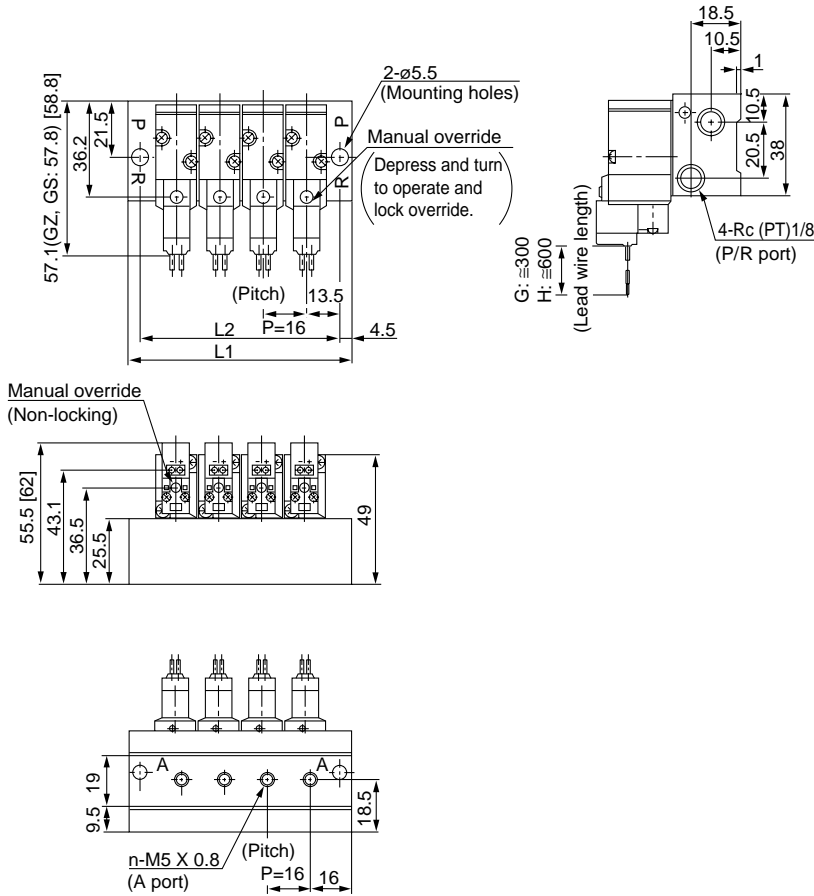 57.1(GZ, GS: 57.8) [58.8]
36.2
21.5
P
R
P
R
2-ø5.5
(Mounting holes)
Manual override
(Depress and turn
to operate and
lock override.)
(Pitch)
13.5
P=16
4.5
L2
L1
18.5
10.5
1
10.5
20.5
38
4-Rc (PT)1/8
(P/R port)
G: ≅300
H: ≅600
(Lead wire length)
Manual override
(Non-locking)
- +
- +
- +
- +
55.5 [62]
43.1
36.5
25.5
49
A
A
19
9.5
18.5
n-M5 X 0.8
(A port)
(Pitch)
P=16
16